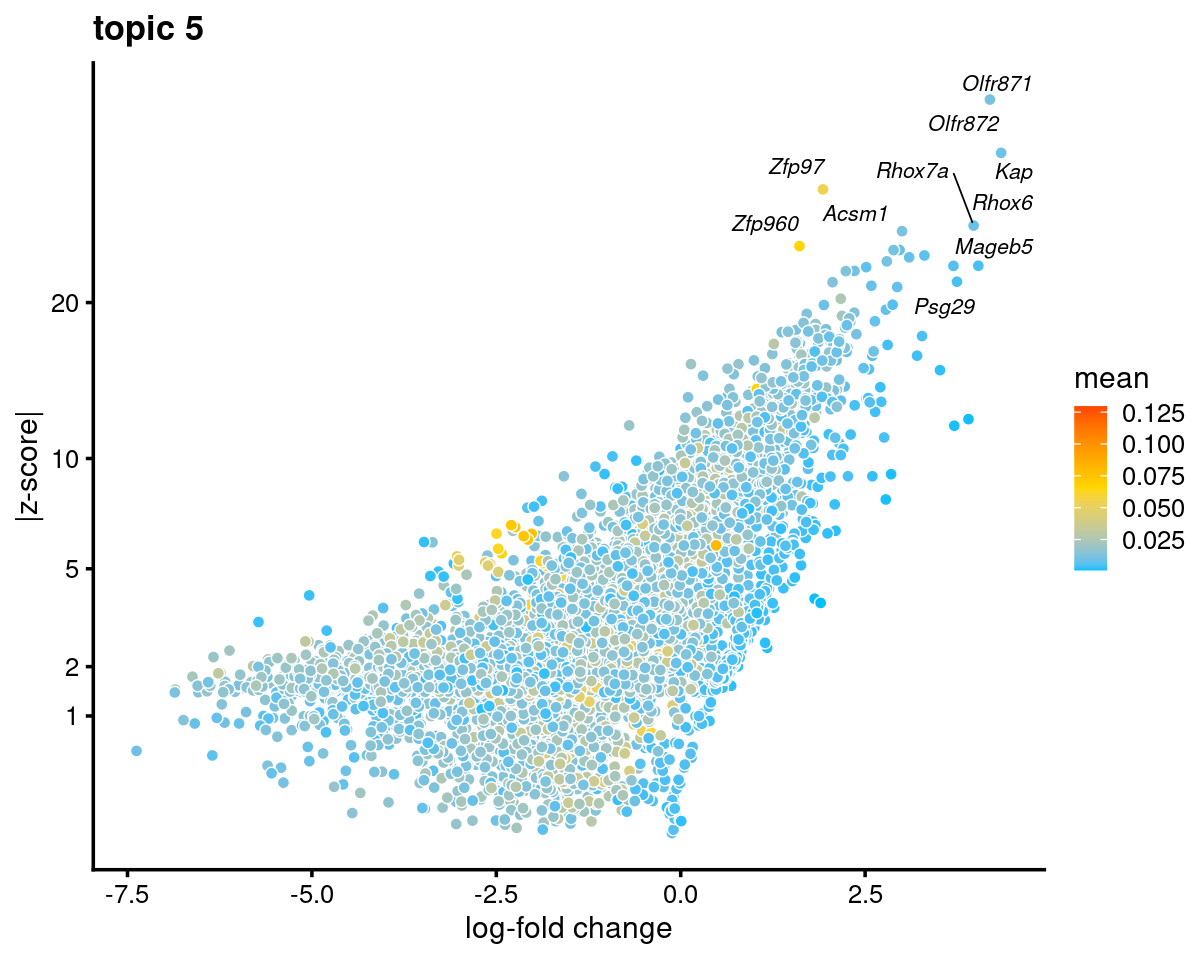 topic 5
Olfr871
Olfr872
Zfp97
Rhox7a
Kap
Rhox6
Zfp960
Acsm1
Mageb5
Psg29
|z-score|
20
10
5
2
1
-7.5
-5.0
-2.5
0.0
2.5
log-fold change
mean
0.125
0.100
0.075
0.050
0.025